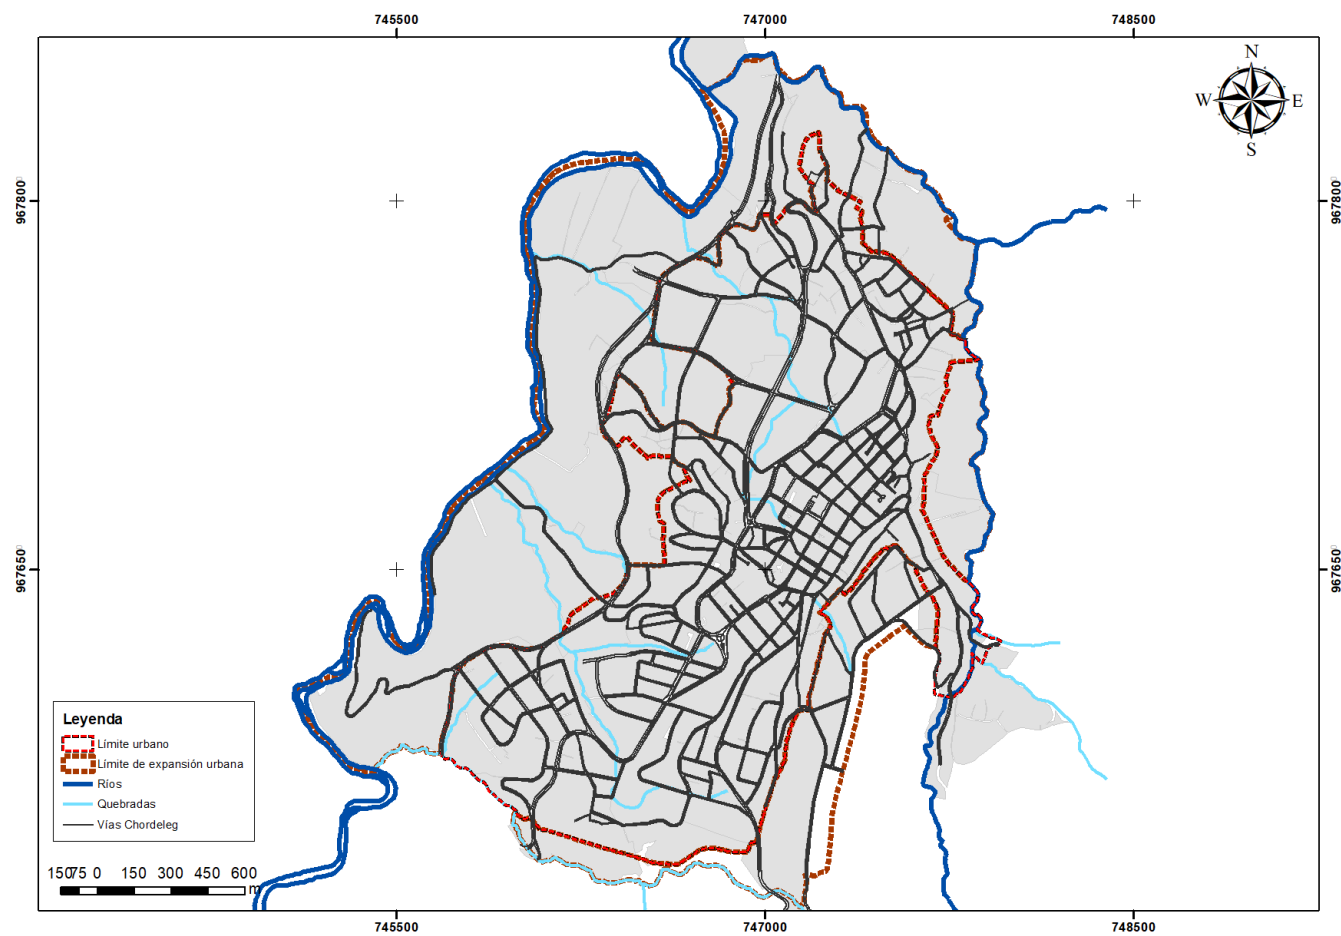 745500 747000 748500
N
W E
S
967800 967800
967650 967650
Leyenda
Límite urbano
Límite de expansión urbana
Ríos
Quebradas
Vías Chordeleg
150 75 0 150 300 450 600
m
745500 747000 748500